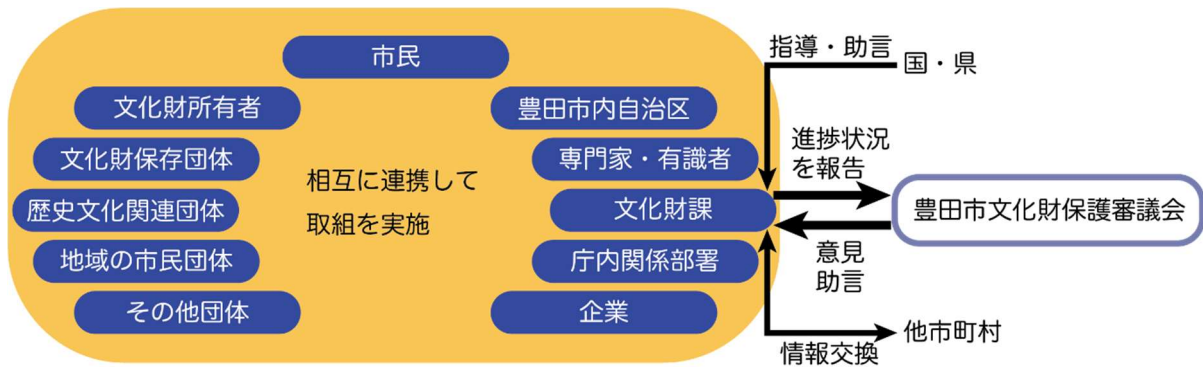 市民
文化財所有者
文化財保存団体
歴史文化関連団体
地域の市民団体
その他団体
相互に連携して
取組を実施
豊田市内自治区
専門家・有識者
文化財課
庁内関係部署
企業
指導・助言
国・県
進捗状況
を報告
豊田市文化財保護審議会
意見
助言
他市町村
情報交換